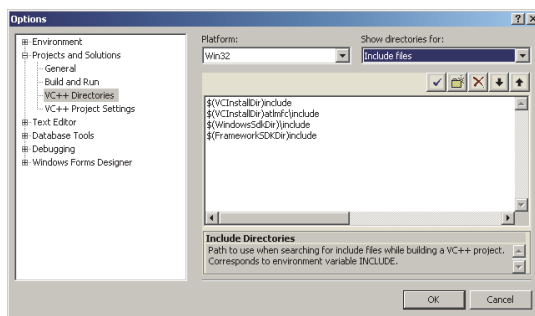 Options
Environment
Projects and Solutions
General
Build and Run
VC++ Directories
VC++ Project Settings
Text Editor
Database Tools
Debugging
Windows Forms Designer
Platform:
Win32
Show directories for:
Include files
$(VCInstallDir)include
$(VCInstallDir)atlmfc\include
$(WindowsSdkDir)\include
$(FrameworkSDKDir)include
Include Directories
Path to use when searching for include files while building a VC++ project.
Corresponds to environment variable INCLUDE.
OK
Cancel